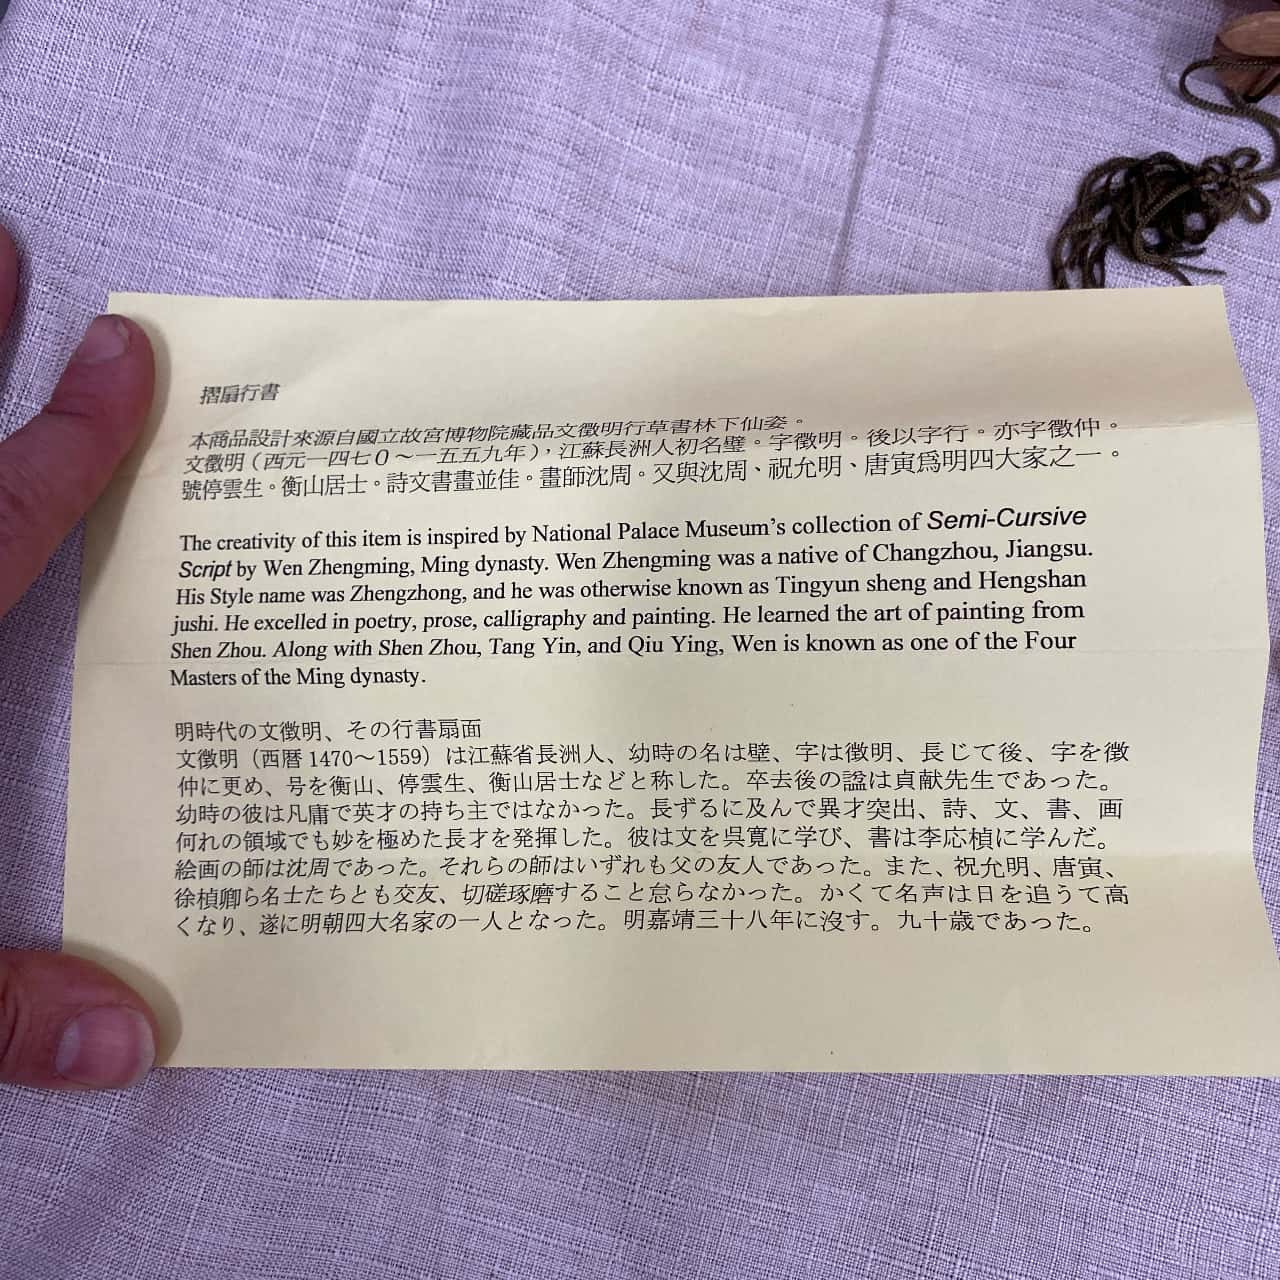 摺扇行書
本商品設計來源自國立故宮博物院藏品文徵明行草書林下仙姿。
文徵明（西元一四七０～一五五九年），江蘇長洲人初名璧。字徵明。後以字行。亦字徵仲。
號停雲生。衡山居士。詩文書畫並佳。畫師沈周。又與沈周、祝允明、唐寅爲明四大家之一。
The creativity of this item is inspired by National Palace Museum's collection of Semi-Cursive
Script by Wen Zhengming, Ming dynasty. Wen Zhengming was a native of Changzhou, Jiangsu.
His Style name was Zhengzhong, and he was otherwise known as Tingyun sheng and Hengshan
jushi. He excelled in poetry, prose, calligraphy and painting. He learned the art of painting from
Shen Zhou. Along with Shen Zhou, Tang Yin, and Qiu Ying, Wen is known as one of the Four
Masters of the Ming dynasty.
明時代の文徴明、その行書扇面
文徴明（西暦 1470～1559）は江蘇省長洲人、幼時の名は壁、字は徴明、長じて後、字を徴
仲に更め、号を衡山、停雲生、衡山居士などと称した。卒去後の諡は貞献先生であった。
幼時の彼は凡庸で英才の持ち主ではなかった。長ずるに及んで異才突出、詩、文、書、画
何れの領域でも妙を極めた長才を発揮した。彼は文を呉寛に学び、書は李応楨に学んだ。
絵画の師は沈周であった。それらの師はいずれも父の友人であった。また、祝允明、唐寅、
徐楨卿ら名士たちとも交友、切磋琢磨すること怠らなかった。かくて名声は日を追うて高
くなり、遂に明朝四大名家の一人となった。明嘉靖三十八年に沒す。九十歳であった。